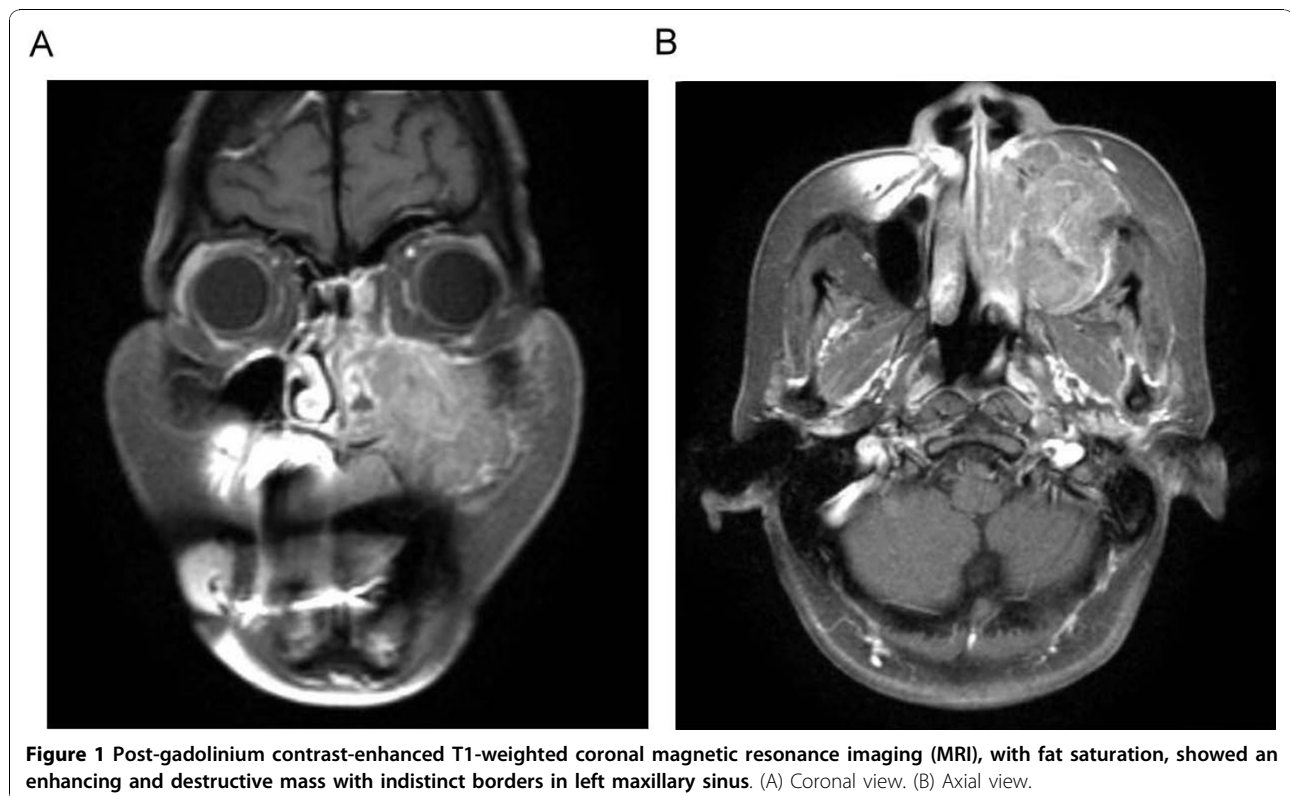 A
B
Figure 1 Post-gadolinium contrast-enhanced T1-weighted coronal magnetic resonance imaging (MRI), with fat saturation, showed an
enhancing and destructive mass with indistinct borders in left maxillary sinus. (A) Coronal view. (B) Axial view.